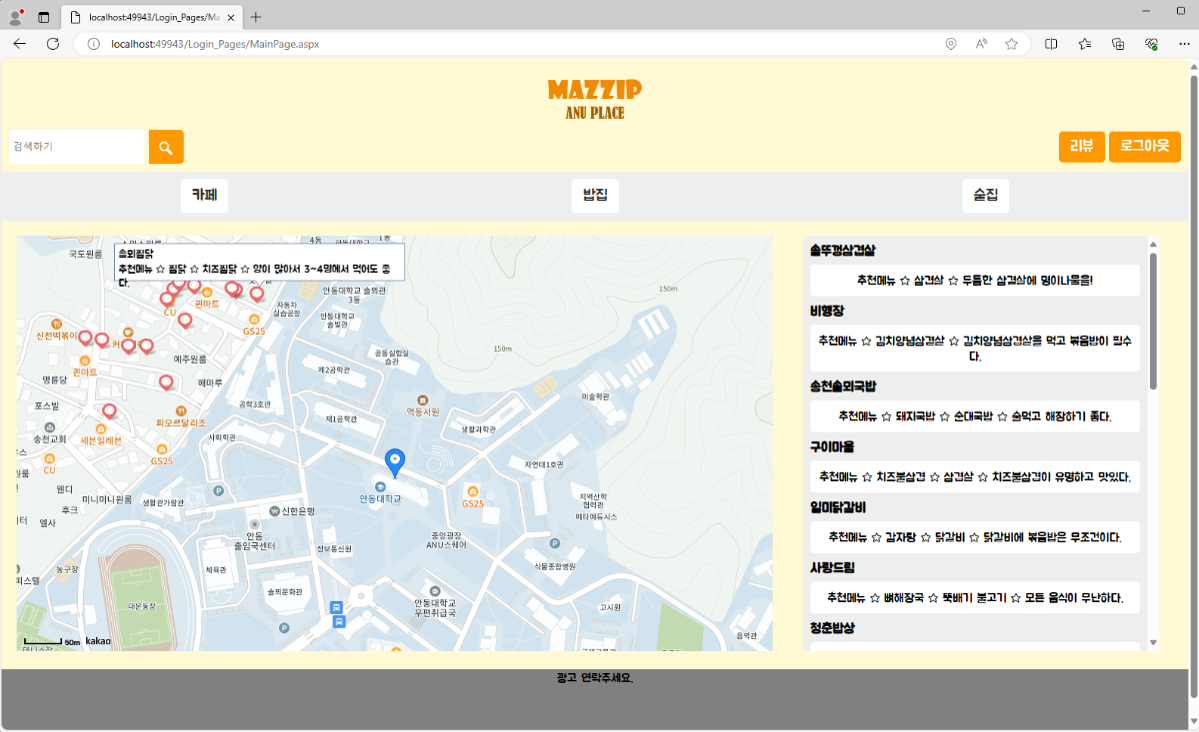 localhost:49943/Login_Pages/Ma
localhost:49943/Login_Pages/MainPage.aspx
MAZZIP
ANU PLACE
검색하기
리뷰
로그아웃
카페
밥집
술집
국도원룸
4동
솔뫼찜닭
추천메뉴 ☆ 찜닭 ☆ 치즈찜닭 ☆ 양이 많아서 3~4명에서 먹어도 좋
다.
안동대학교 솔뫼관
3동
자동차
실습공장
안동대학교
솔빛관
CU
퀸마트
GS25
신전떡볶이
예주원룸
퀸마트
명륜당
해마루
포스빌
피오르달리조
송천교회
세븐일레븐
GS25
CU
웬디
후크
엘사
미니미니원룸
생활관가람관
공동실험실
습관
제2공학관
공학3호관
제1공학관
사회학관
역동서원
생활과학관
미술학관
자연대1호관
150m
150m
안동대학교
GS25
지역산학
협력관
메타에듀시스
신한은행
안동
출입국센터
정보통신원
중앙광장
ANU스퀘어
식물종합병원
체육관
솔뫼문화관
안동대학교
우편취급국
고시원
음악관
농구장
대운동장
50m
kakao
솔뚜껑삼겹살
추천메뉴 ☆ 삼겹살 ☆ 두툼한 삼겹살에 명이나물을!
비행장
추천메뉴 ☆ 김치양념삼겹살 ☆ 김치양념삼겹살을 먹고 볶음밥이 필수
다.
송천솔뫼국밥
추천메뉴 ☆ 돼지국밥 ☆ 순대국밥 ☆ 술먹고 해장하기 좋다.
구이마을
추천메뉴 ☆ 치즈불삼겹 ☆ 삼겹살 ☆ 치즈불삼겹이 유명하고 맛있다.
일미닭갈비
추천메뉴 ☆ 감자탕 ☆ 닭갈비 ☆ 닭갈비에 볶음밥은 무조건이다.
사랑드림
추천메뉴 ☆ 뼈해장국 ☆ 뚝배기 불고기 ☆ 모든 음식이 무난하다.
청춘밥상
광고 연락주세요.